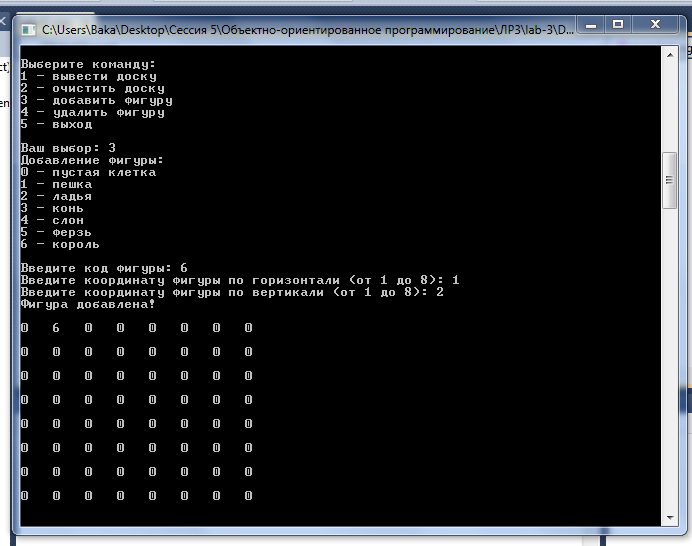 C:\Users\Baka\Desktop\Сессия 5\Объектно-ориентированное программирование\ЛР3\lab-3\D...
Выберите команду:
1 - вывести доску
2 - очистить доску
3 - добавить фигуру
4 - удалить фигуру
5 - выход
Ваш выбор: 3
Добавление фигуры:
0 - пустая клетка
1 - пешка
2 - ладья
3 - конь
4 - слон
5 - ферзь
6 - король
Введите код фигуры: 6
Введите координату фигуры по горизонтали (от 1 до 8): 1
Введите координату фигуры по вертикали (от 1 до 8): 2
Фигура добавлена!
0 6 0 0 0 0 0 0
0 0 0 0 0 0 0 0
0 0 0 0 0 0 0 0
0 0 0 0 0 0 0 0
0 0 0 0 0 0 0 0
0 0 0 0 0 0 0 0
0 0 0 0 0 0 0 0
0 0 0 0 0 0 0 0